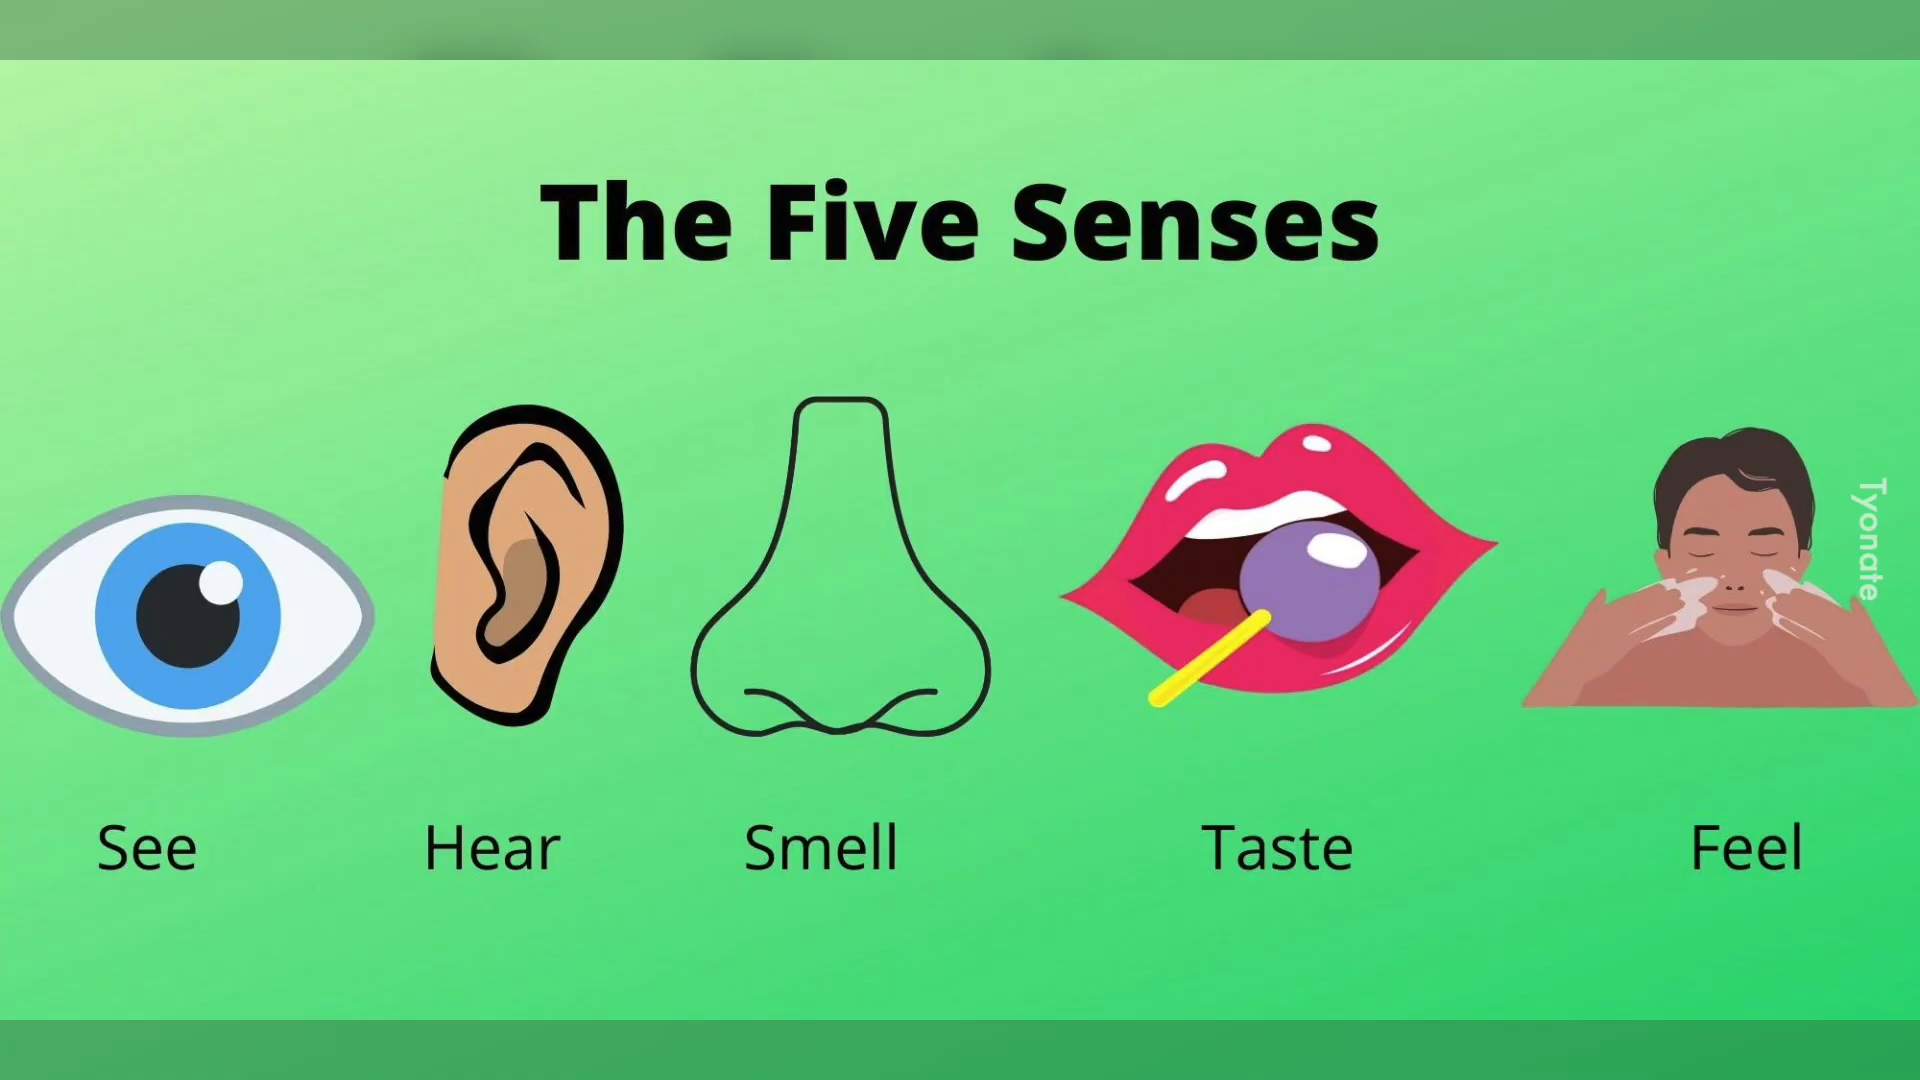 The Five Senses
See
Hear
Smell
Taste
Feel
Tyonate